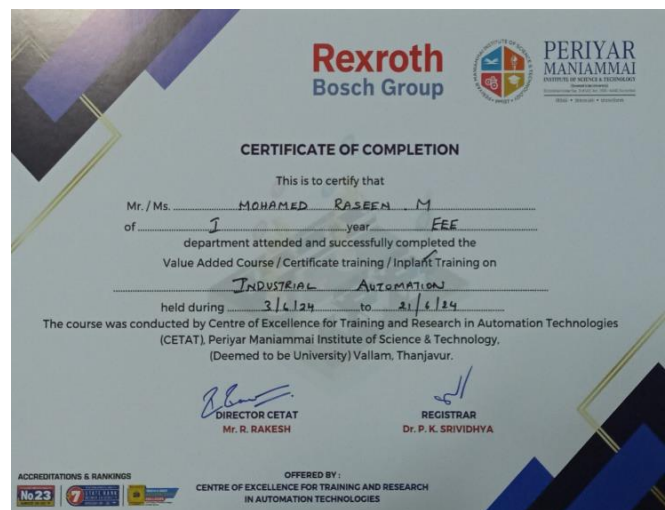 Rexroth
Bosch Group
PERIYAR
MANIAMMAI
INSTITUTE OF SCIENCE & TECHNOLOGY
CERTIFICATE OF COMPLETION
This is to certify that
Mr. / Ms. MOHAMED RASEEN . M
of I year EEE
department attended and successfully completed the
Value Added Course / Certificate training / Inplant Training on
INDUSTRIAL AUTOMATION
held during 3/6/24 to 21/6/24
The course was conducted by Centre of Excellence for Training and Research in Automation Technologies
(CETAT), Periyar Maniammai Institute of Science & Technology,
(Deemed to be University) Vallam, Thanjavur.
DIRECTOR CETAT
Mr. R. RAKESH
REGISTRAR
Dr. P. K. SRIVIDHYA
ACCREDITATIONS & RANKINGS
No 23
7
OFFERED BY :
CENTRE OF EXCELLENCE FOR TRAINING AND RESEARCH
IN AUTOMATION TECHNOLOGIES